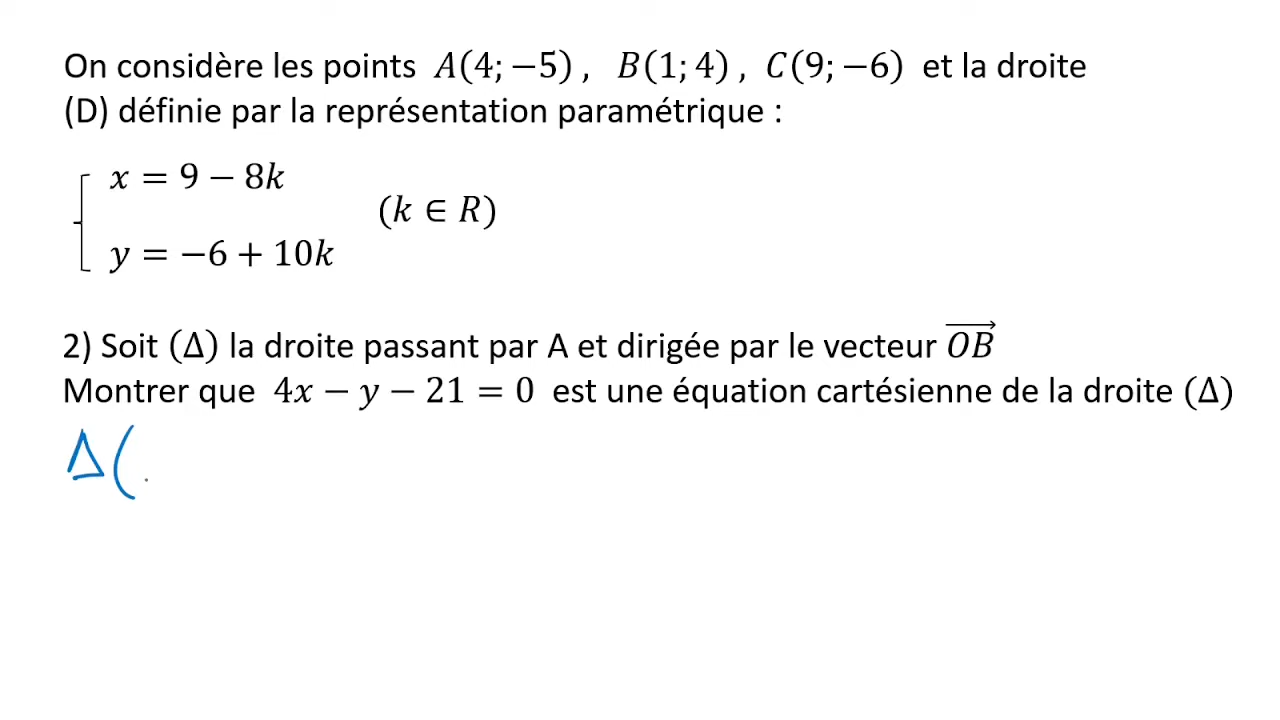 On considère les points A(4; −5) , B(1; 4) , C(9; −6) et la droite
(D) définie par la représentation paramétrique :
x = 9 − 8k
(k ∈ R)
y = −6 + 10k
2) Soit (Δ) la droite passant par A et dirigée par le vecteur \overrightarrow{OB}
Montrer que 4x − y − 21 = 0 est une équation cartésienne de la droite (Δ)
Δ(